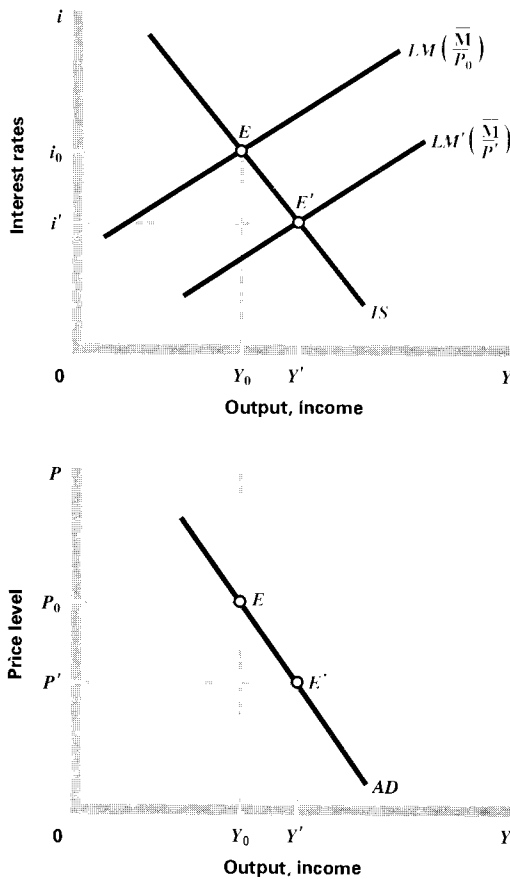 i
LM ( M̅ / P₀ )
E
i₀
LM′ ( M̅ / P′ )
Interest rates
E′
i′
IS
0 Y₀ Y′ Y
Output, income
P
P₀ E
Price level
P′ E′
AD
0 Y₀ Y′ Y
Output, income